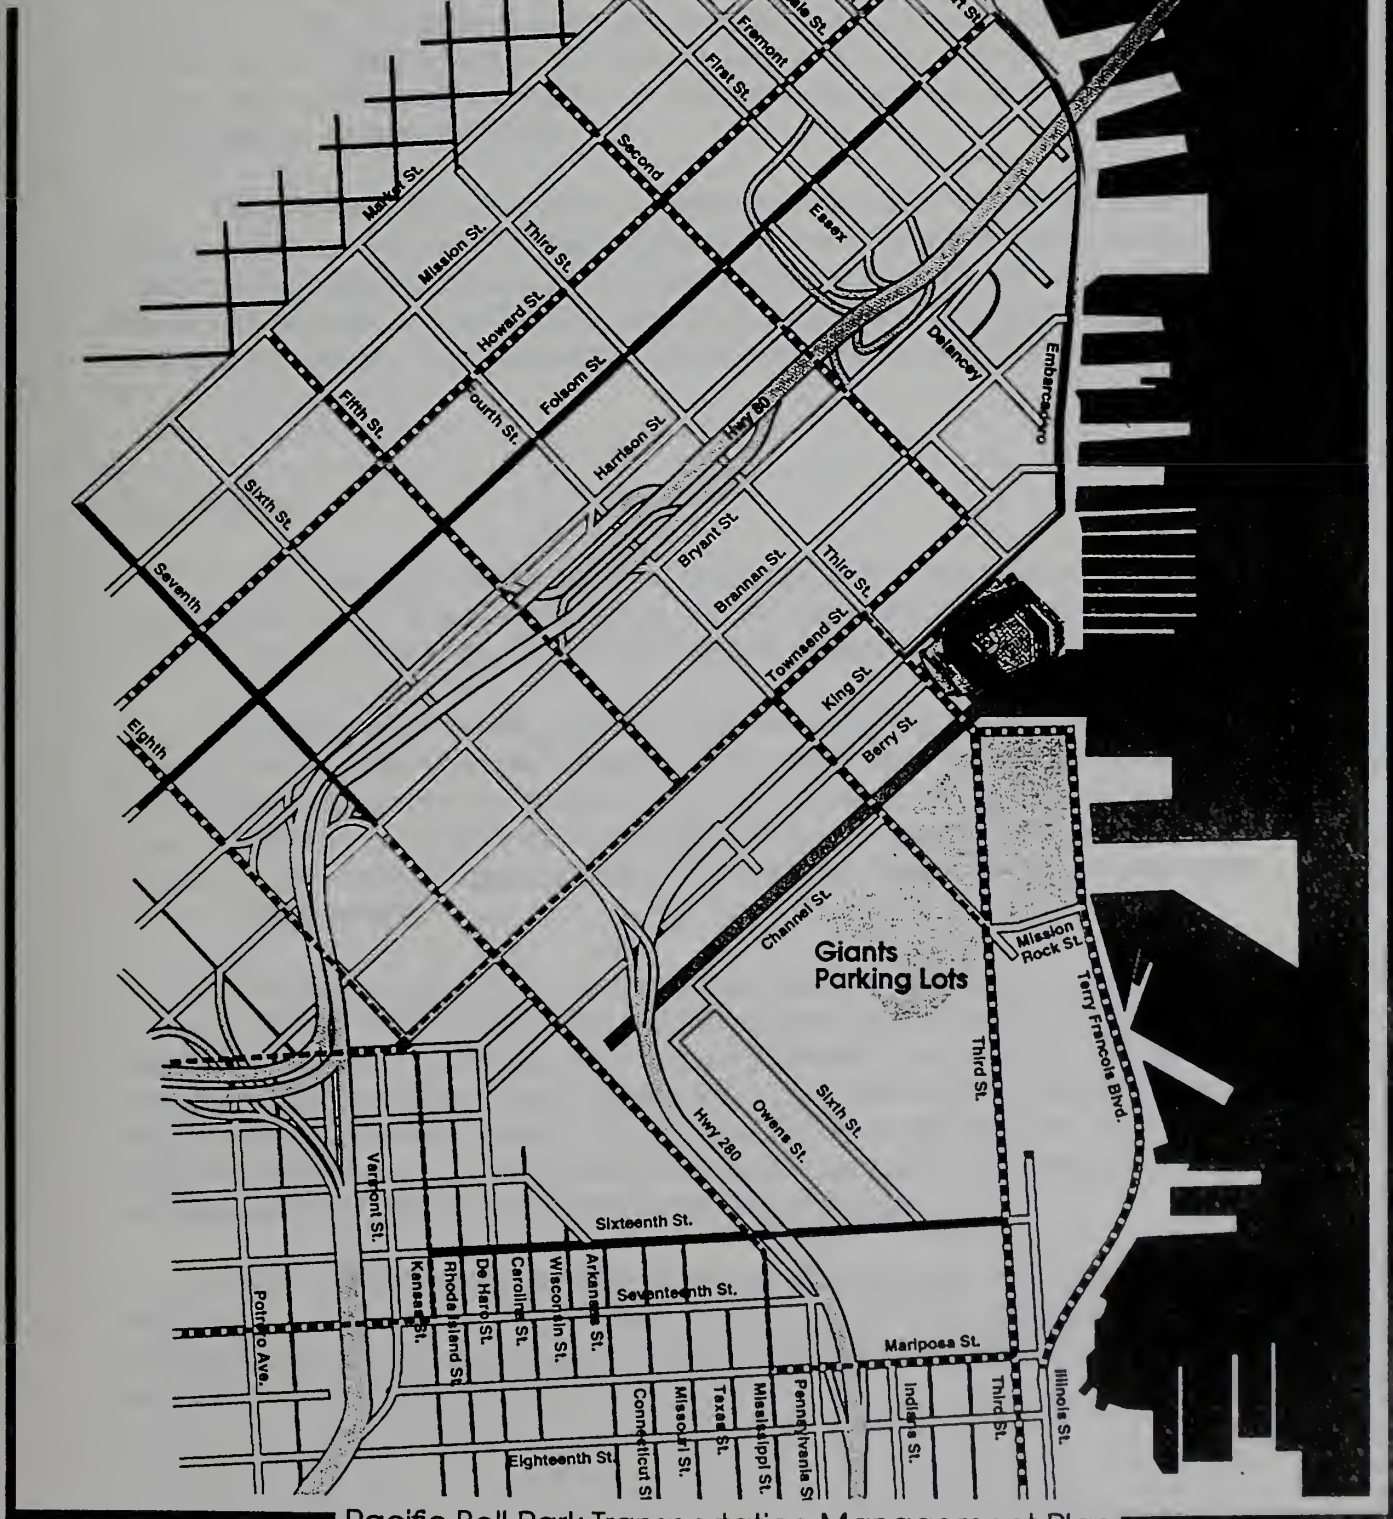 Fremont
First St.
Second
Market St.
Mission St.
Third St.
Essex
Howard St.
Delancey
Embarcadero
Folsom St.
Fifth St.
Fourth St.
Hwy 80
Harrison St.
Sixth St.
Bryant St.
Seventh
Brannan St.
Third St.
Townsend St.
King St.
Eighth
Berry St.
Channel St.
Giants
Parking Lots
Mission
Rock St.
Terry Francois Blvd.
Third St.
Sixth St.
Owens St.
Hwy 280
Varmont St.
Sixteenth St.
Kansas St.
Rhoda Island St.
De Haro St.
Carolina St.
Wisconsin St.
Arkansas St.
Seventeenth St.
Potrero Ave.
Mariposa St.
Connecticut St
Missouri St.
Texas St.
Mississippi St.
Pennsylvania St
Indiana St.
Third St.
Illinois St.
Eighteenth St.
Pacific Bell Park Transportation Management Plan